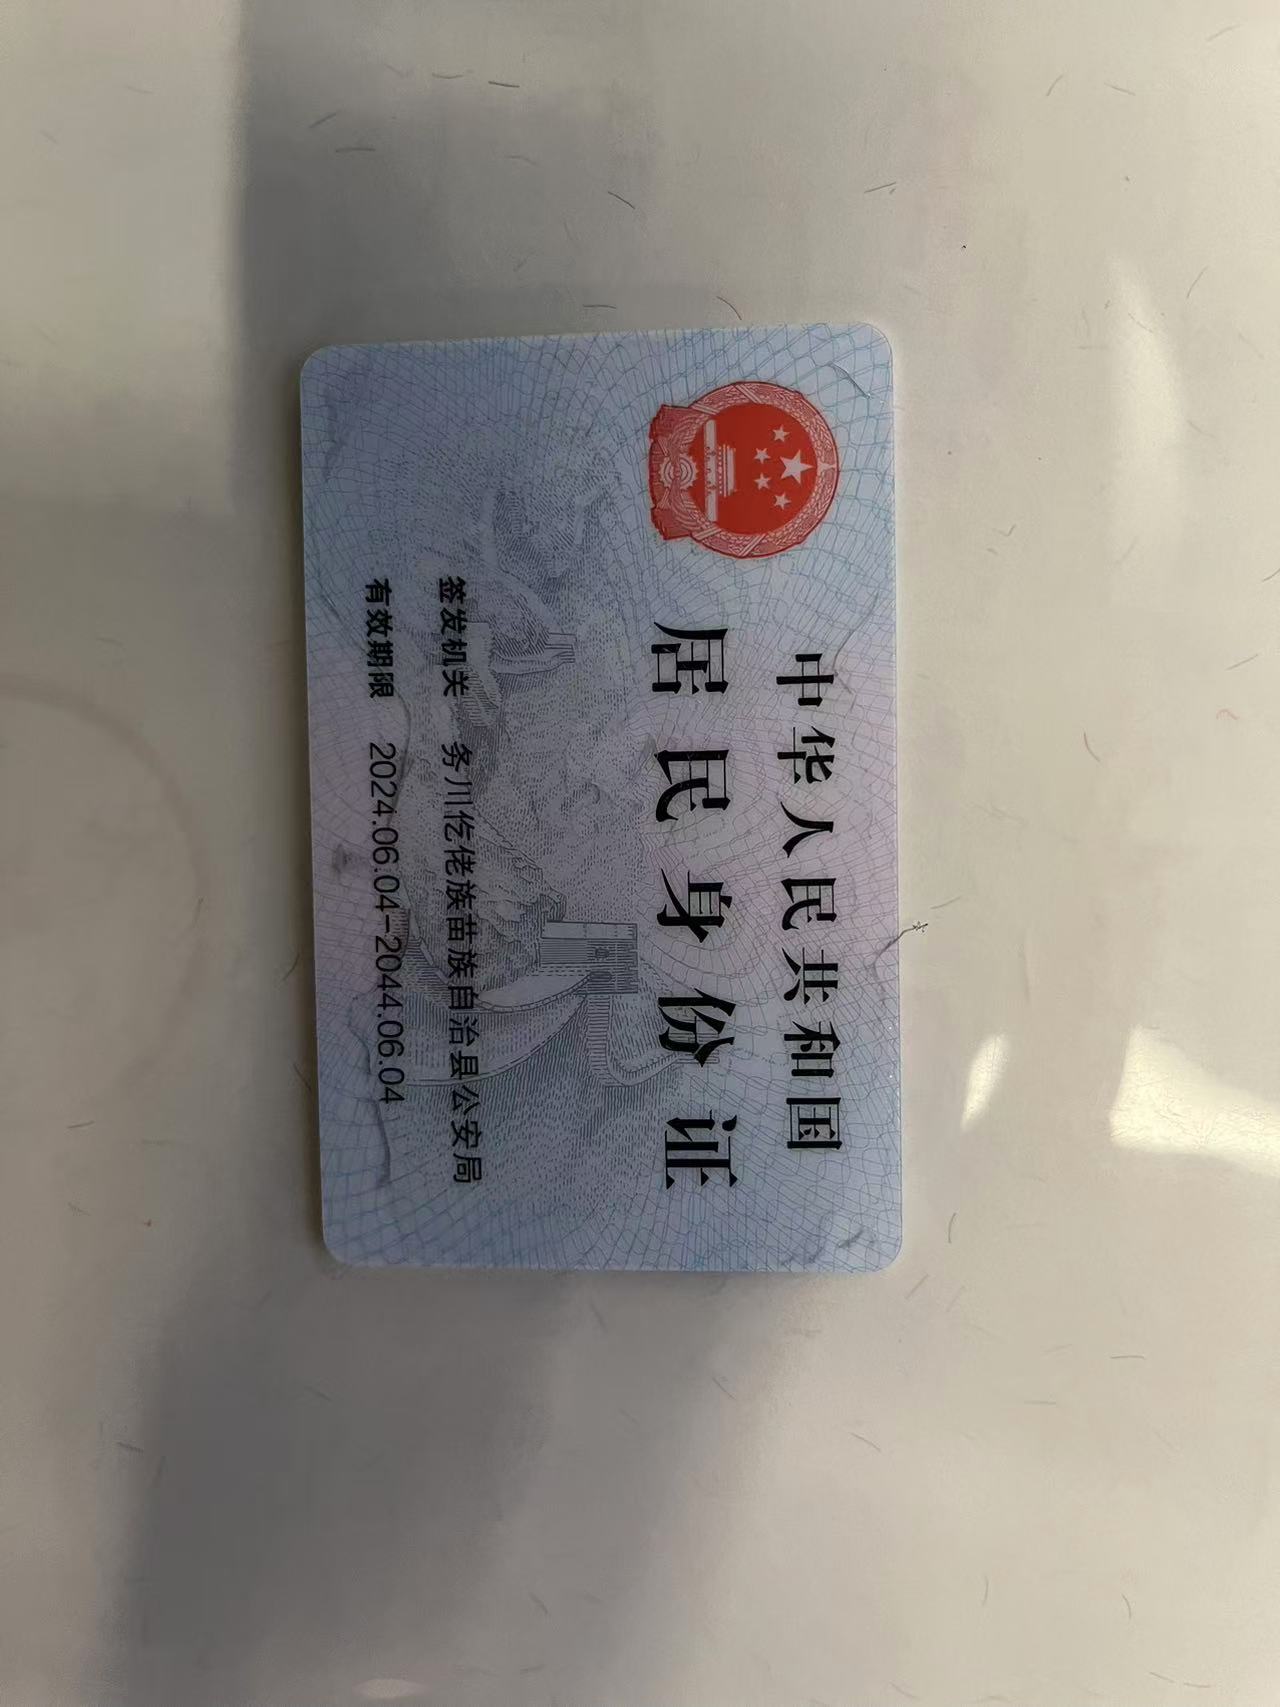 中华人民共和国
居民身份证
签发机关 务川仡佬族苗族自治县公安局
有效期限 2024.06.04-2044.06.04